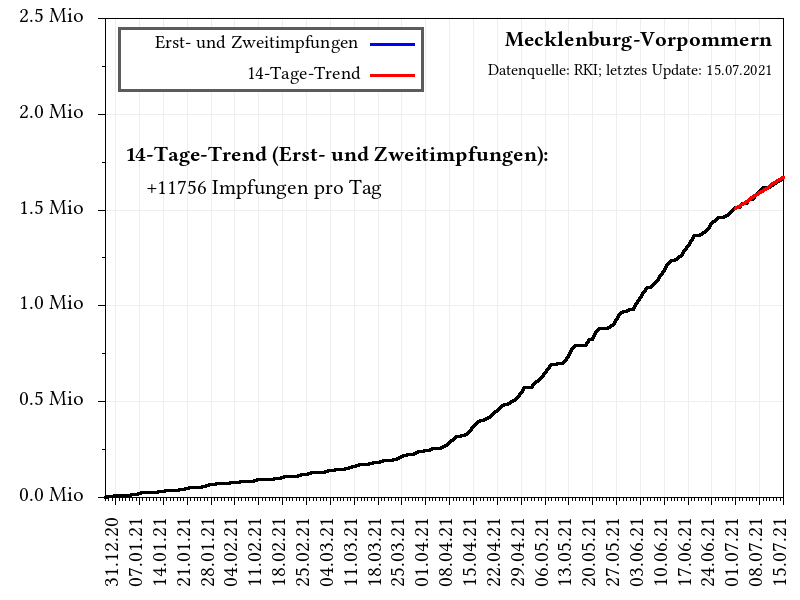 2.5 Mio
2.0 Mio
1.5 Mio
1.0 Mio
0.5 Mio
0.0 Mio
Erst- und Zweitimpfungen
14-Tage-Trend
Mecklenburg-Vorpommern
Datenquelle: RKI; letztes Update: 15.07.2021
14-Tage-Trend (Erst- und Zweitimpfungen):
+11756 Impfungen pro Tag
31.12.20
07.01.21
14.01.21
21.01.21
28.01.21
04.02.21
11.02.21
18.02.21
25.02.21
04.03.21
11.03.21
18.03.21
25.03.21
01.04.21
08.04.21
15.04.21
22.04.21
29.04.21
06.05.21
13.05.21
20.05.21
27.05.21
03.06.21
10.06.21
17.06.21
24.06.21
01.07.21
08.07.21
15.07.21